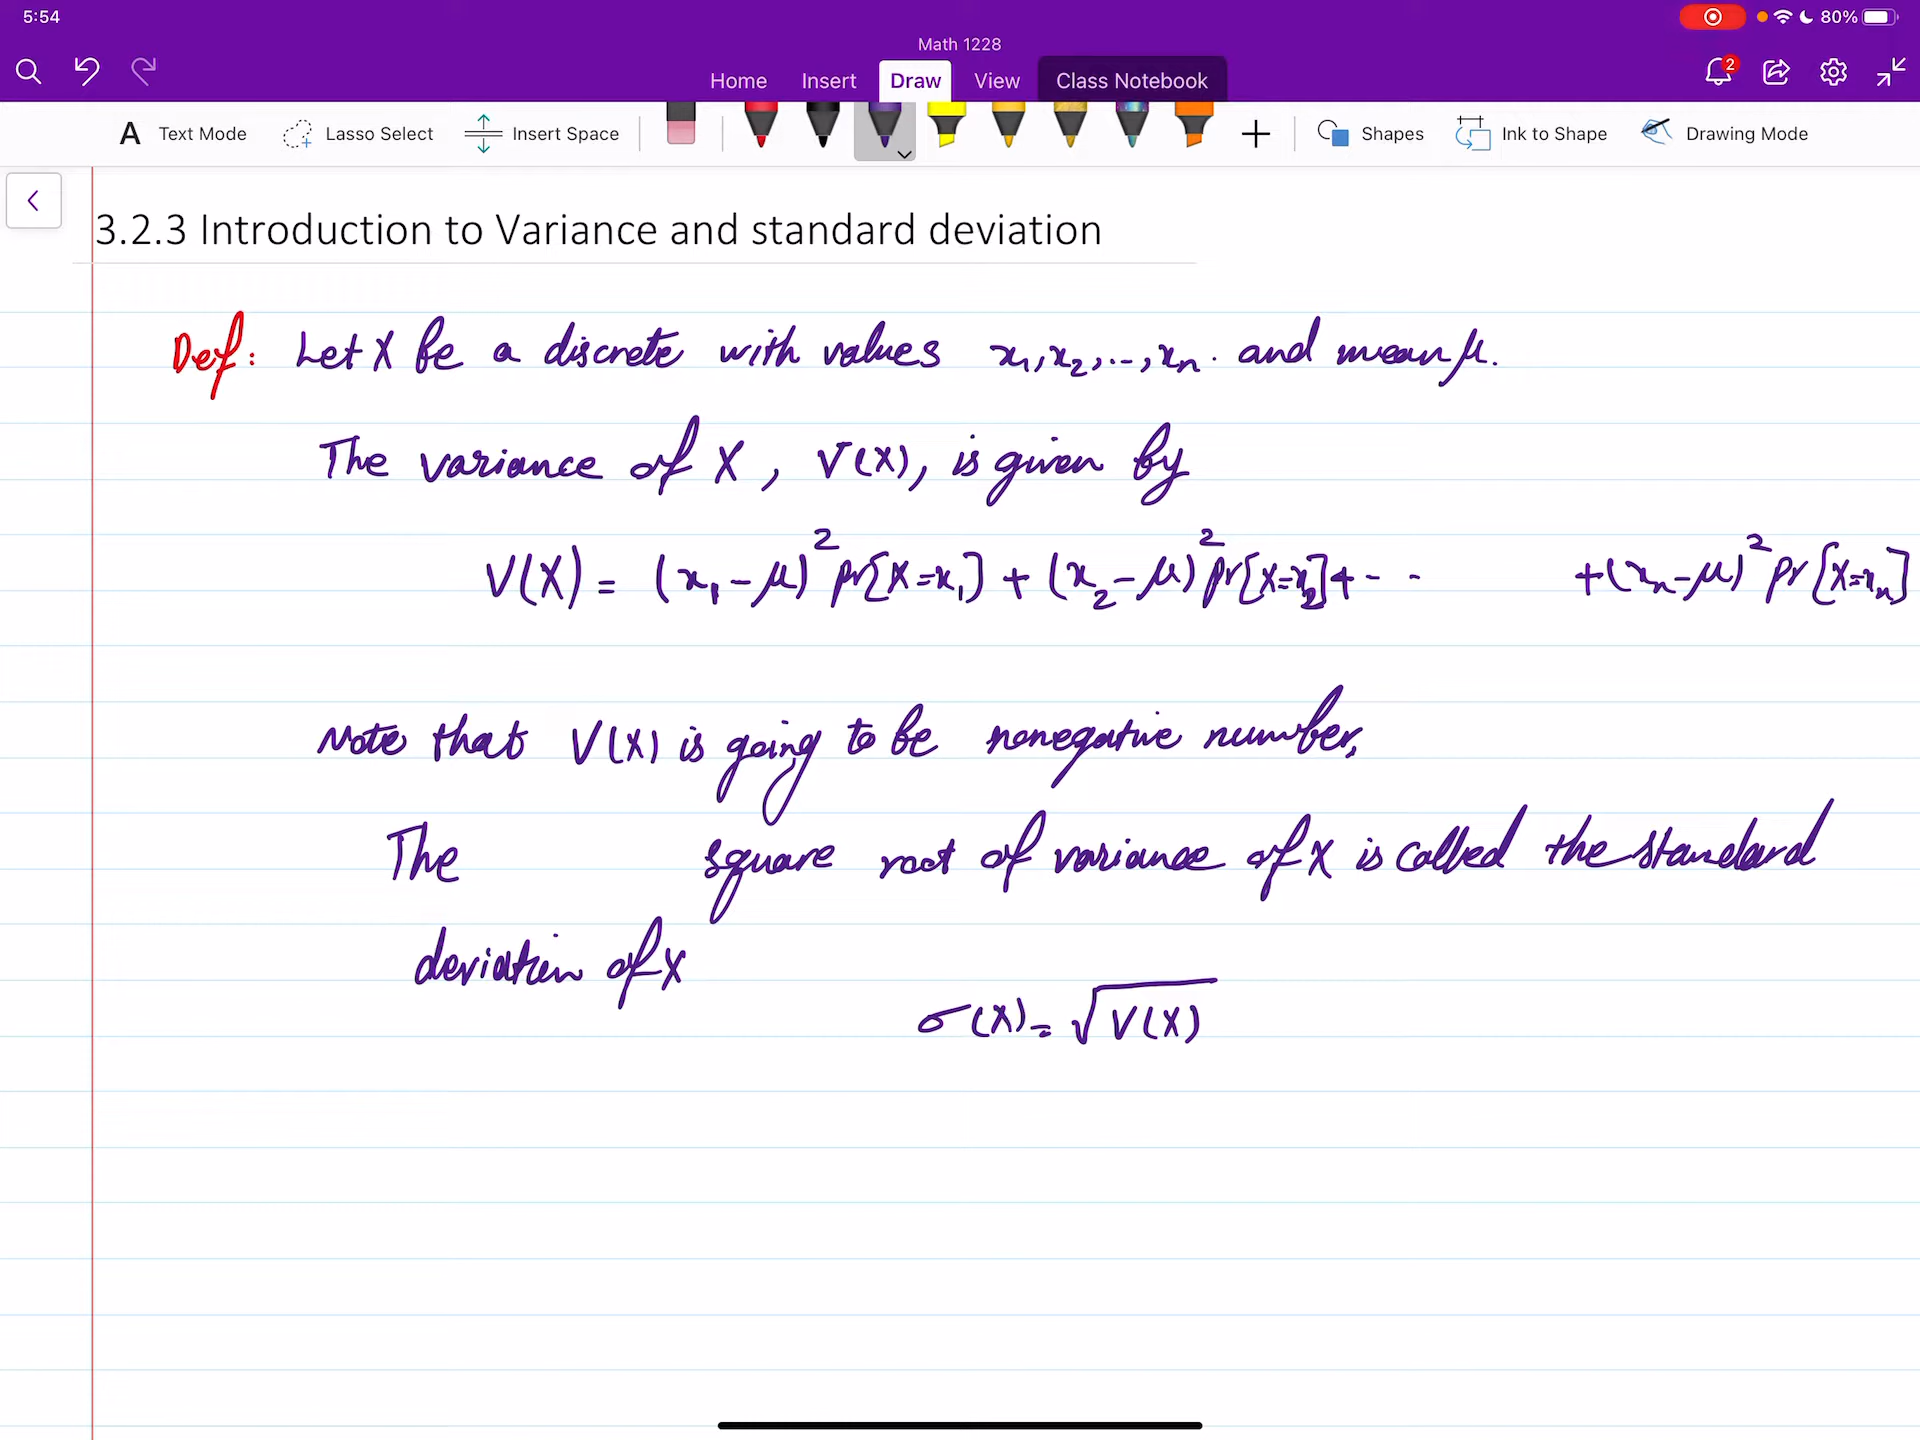 5:54
80%
Math 1228
Home Insert Draw View Class Notebook
2
A Text Mode Lasso Select Insert Space Shapes Ink to Shape Drawing Mode
3.2.3 Introduction to Variance and standard deviation
Def: Let X be a discrete with values x₁, x₂, ..., xₙ. and mean μ.
The variance of X, V(X), is given by
V(X) = (x₁ - μ)² pr[X=x₁] + (x₂ - μ)² pr[X=x₂] + - - +(xₙ-μ)² pr[X=xₙ]
Note that V(X) is going to be nonegative number,
The square root of variance of X is called the standard
deviation of X
σ(X) = √V(X)